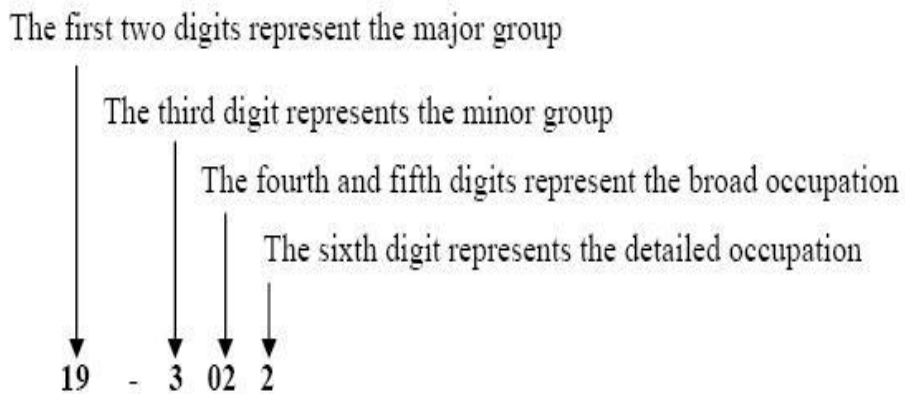 The first two digits represent the major group
The third digit represents the minor group
The fourth and fifth digits represent the broad occupation
The sixth digit represents the detailed occupation
19 - 3 02 2